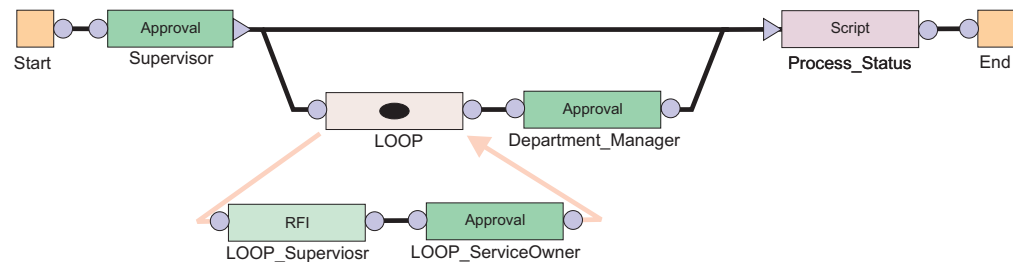 Approval
Script
Start
Supervisor
Process_Status
End
Approval
LOOP
Department_Manager
RFI
Approval
LOOP_Superviosr
LOOP_ServiceOwner